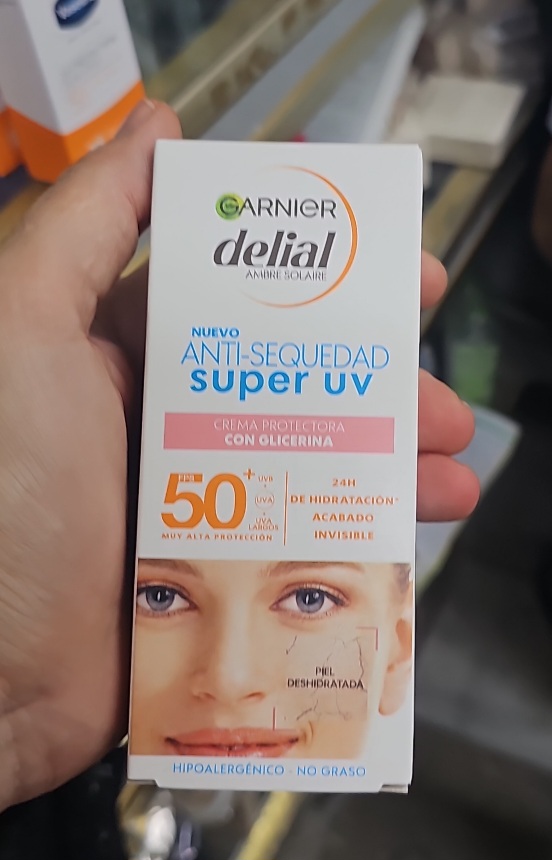 GARNIER
delial
AMBRE SOLAIRE
NUEVO
ANTI-SEQUEDAD
super uv
CREMA PROTECTORA
CON GLICERINA
FPS
50+
UVB
+
UVA
+
UVA
LARGOS
MUY ALTA PROTECCIÓN
24H
DE HIDRATACIÓN*
ACABADO
INVISIBLE
PIEL
DESHIDRATADA
HIPOALERGÉNICO - NO GRASO